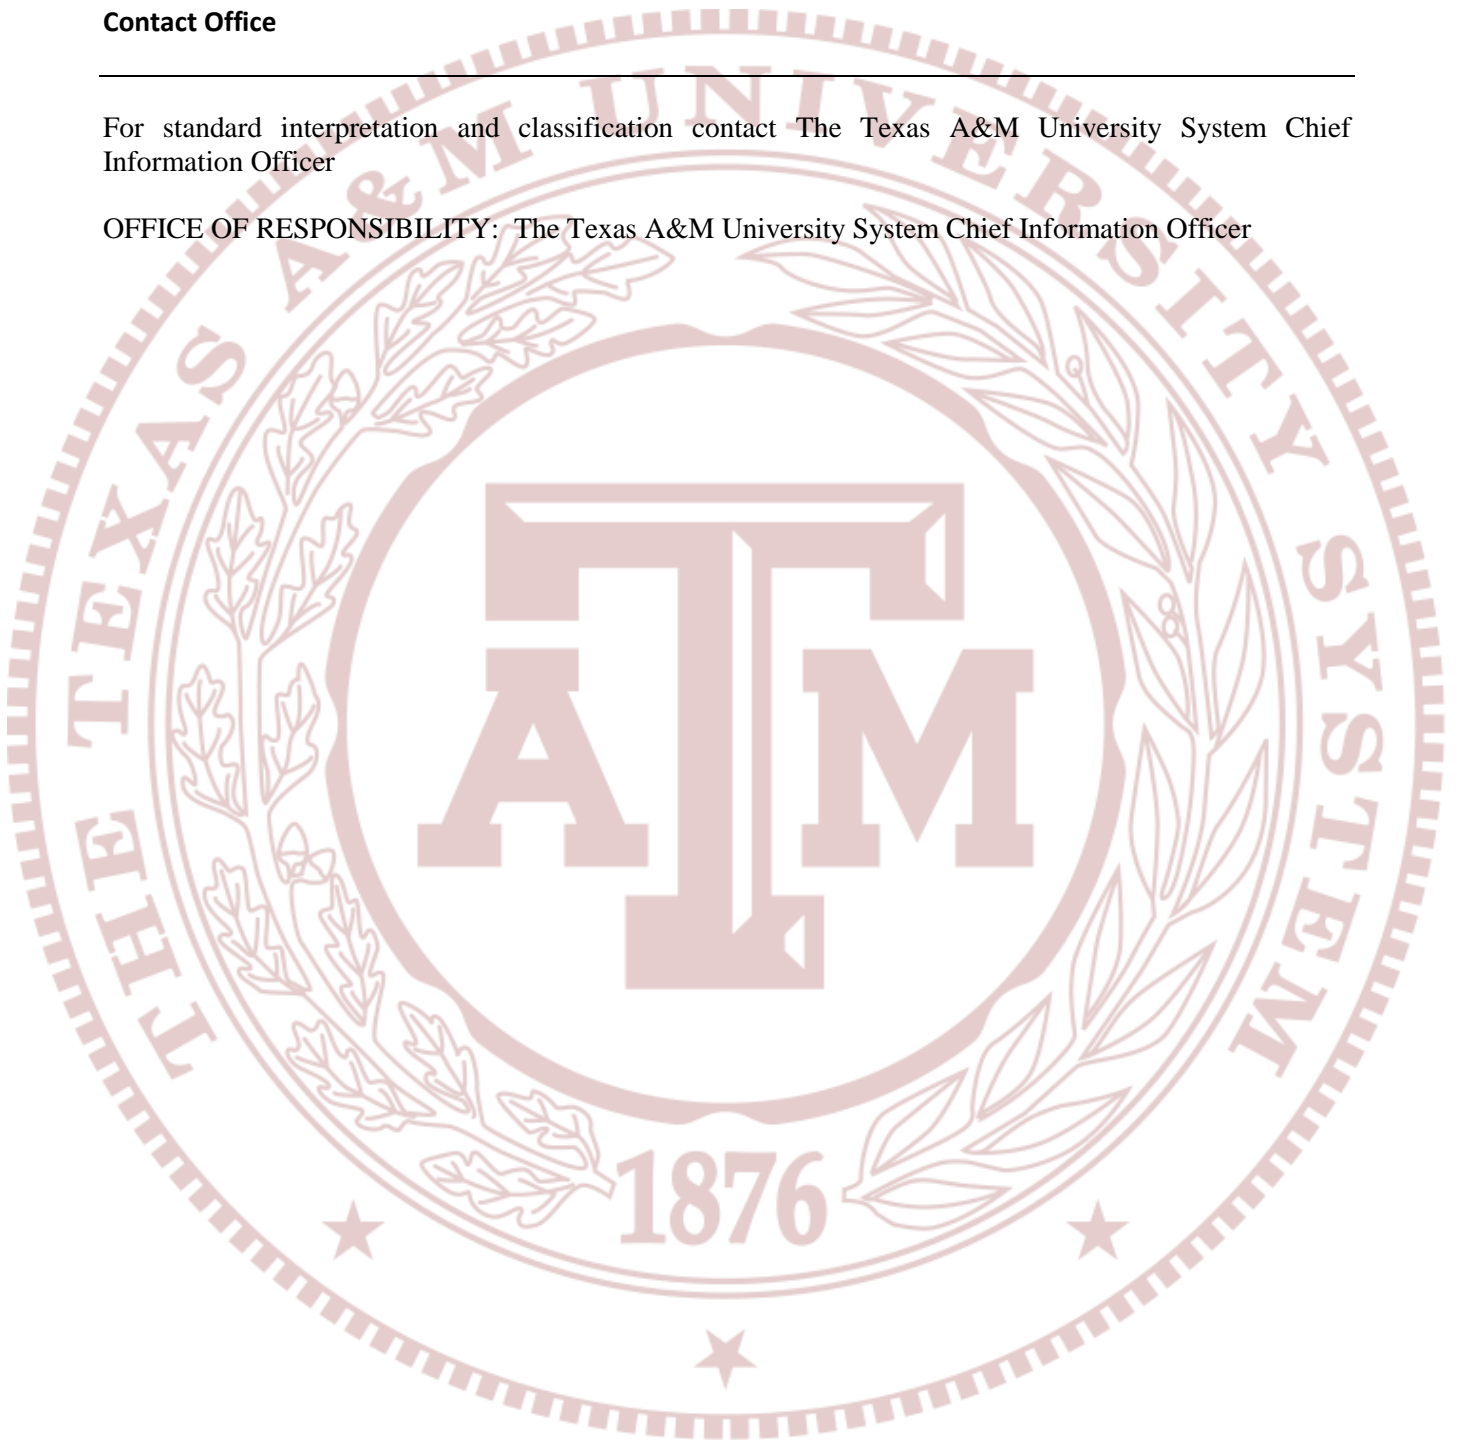 Contact Office
For standard interpretation and classification contact The Texas A&M University System Chief
Information Officer
OFFICE OF RESPONSIBILITY: The Texas A&M University System Chief Information Officer
THE TEXAS A&M UNIVERSITY SYSTEM
ATM
1876